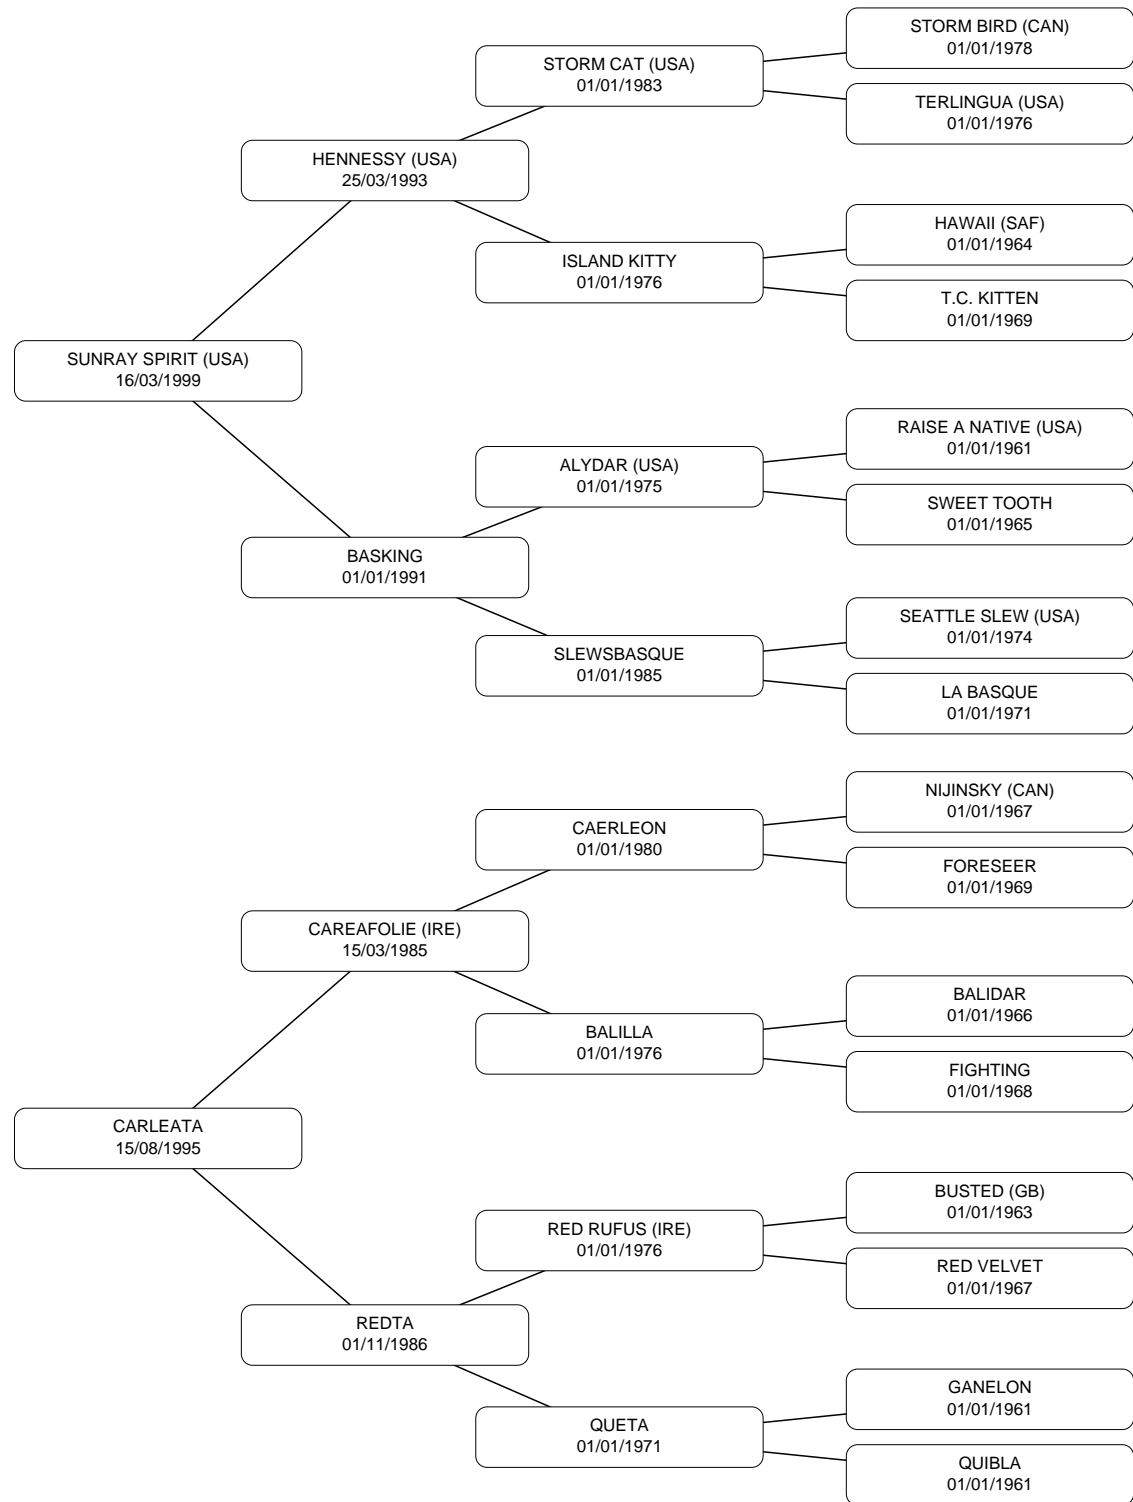 STORM BIRD (CAN)
01/01/1978
STORM CAT (USA)
01/01/1983
TERLINGUA (USA)
01/01/1976
HENNESSY (USA)
25/03/1993
HAWAII (SAF)
01/01/1964
ISLAND KITTY
01/01/1976
T.C. KITTEN
01/01/1969
SUNRAY SPIRIT (USA)
16/03/1999
RAISE A NATIVE (USA)
01/01/1961
ALYDAR (USA)
01/01/1975
SWEET TOOTH
01/01/1965
BASKING
01/01/1991
SEATTLE SLEW (USA)
01/01/1974
SLEWSBASQUE
01/01/1985
LA BASQUE
01/01/1971
NIJINSKY (CAN)
01/01/1967
CAERLEON
01/01/1980
FORESEER
01/01/1969
CAREAFOLIE (IRE)
15/03/1985
BALIDAR
01/01/1966
BALILLA
01/01/1976
FIGHTING
01/01/1968
CARLEATA
15/08/1995
BUSTED (GB)
01/01/1963
RED RUFUS (IRE)
01/01/1976
RED VELVET
01/01/1967
REDTA
01/11/1986
GANELON
01/01/1961
QUETA
01/01/1971
QUIBLA
01/01/1961